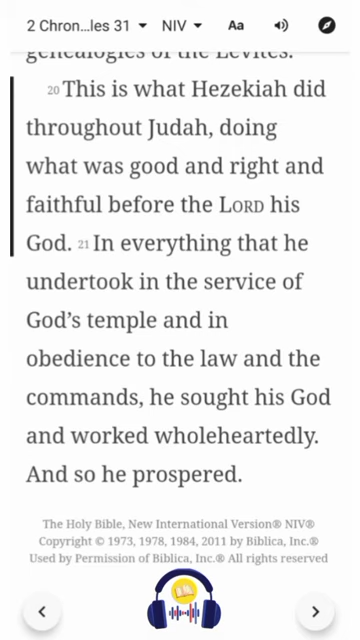 2 Chron...les 31 NIV Aa
genealogies of the Levites.
20 This is what Hezekiah did
throughout Judah, doing
what was good and right and
faithful before the LORD his
God. 21 In everything that he
undertook in the service of
God’s temple and in
obedience to the law and the
commands, he sought his God
and worked wholeheartedly.
And so he prospered.
The Holy Bible, New International Version® NIV®
Copyright © 1973, 1978, 1984, 2011 by Biblica, Inc.®
Used by Permission of Biblica, Inc.® All rights reserved